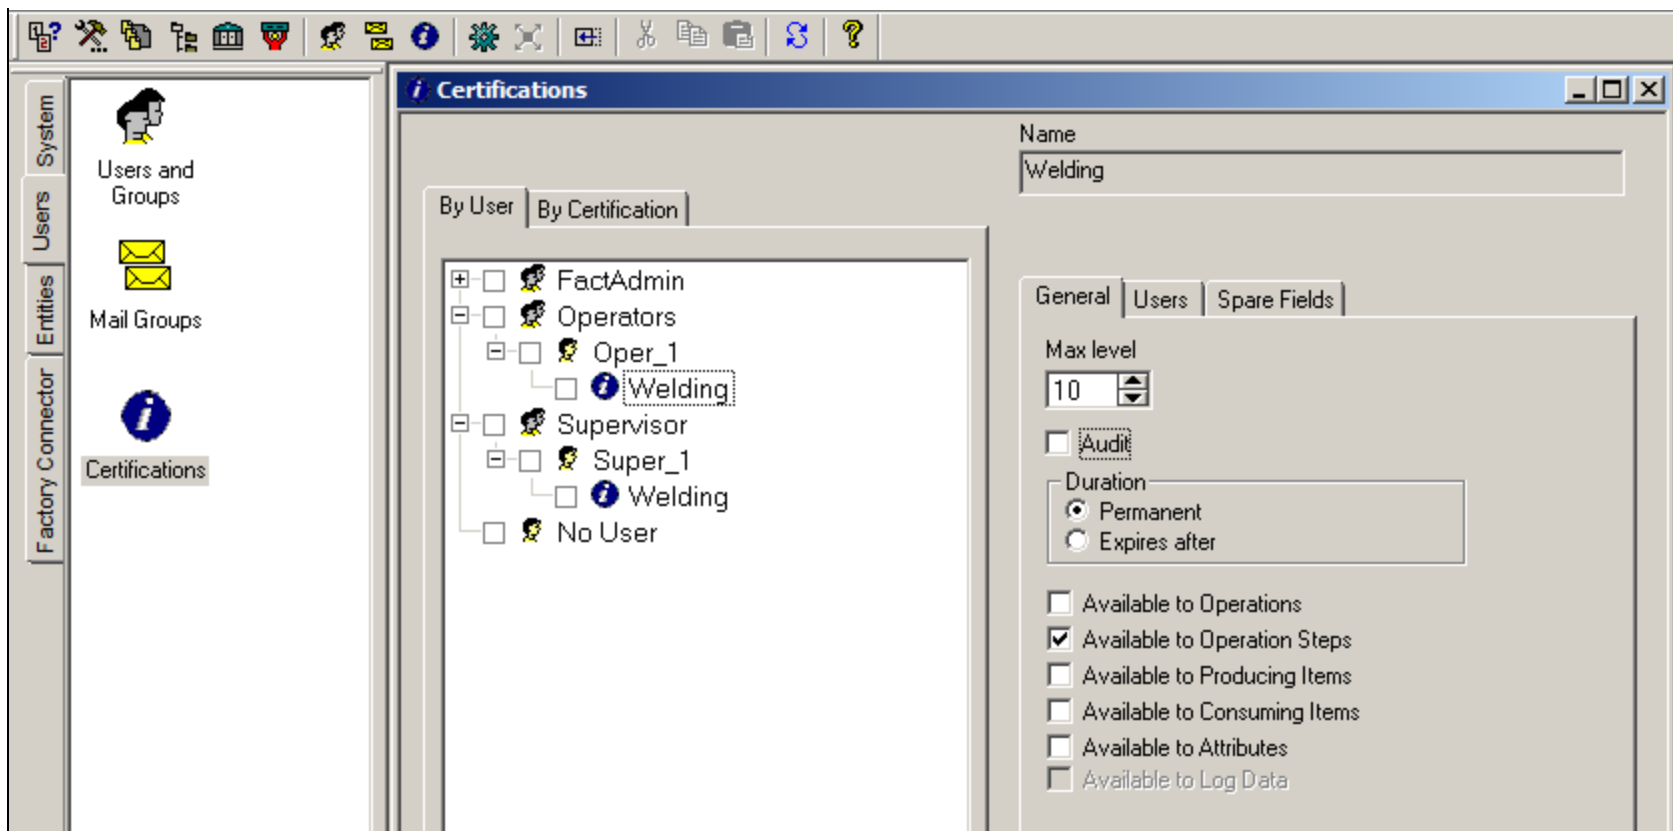 System
Users
Entities
Factory Connector
Users and
Groups
Mail Groups
Certifications
Certifications
By User
By Certification
FactAdmin
Operators
Oper_1
Welding
Supervisor
Super_1
Welding
No User
Name
Welding
General
Users
Spare Fields
Max level
10
Audit
Duration
Permanent
Expires after
Available to Operations
Available to Operation Steps
Available to Producing Items
Available to Consuming Items
Available to Attributes
Available to Log Data